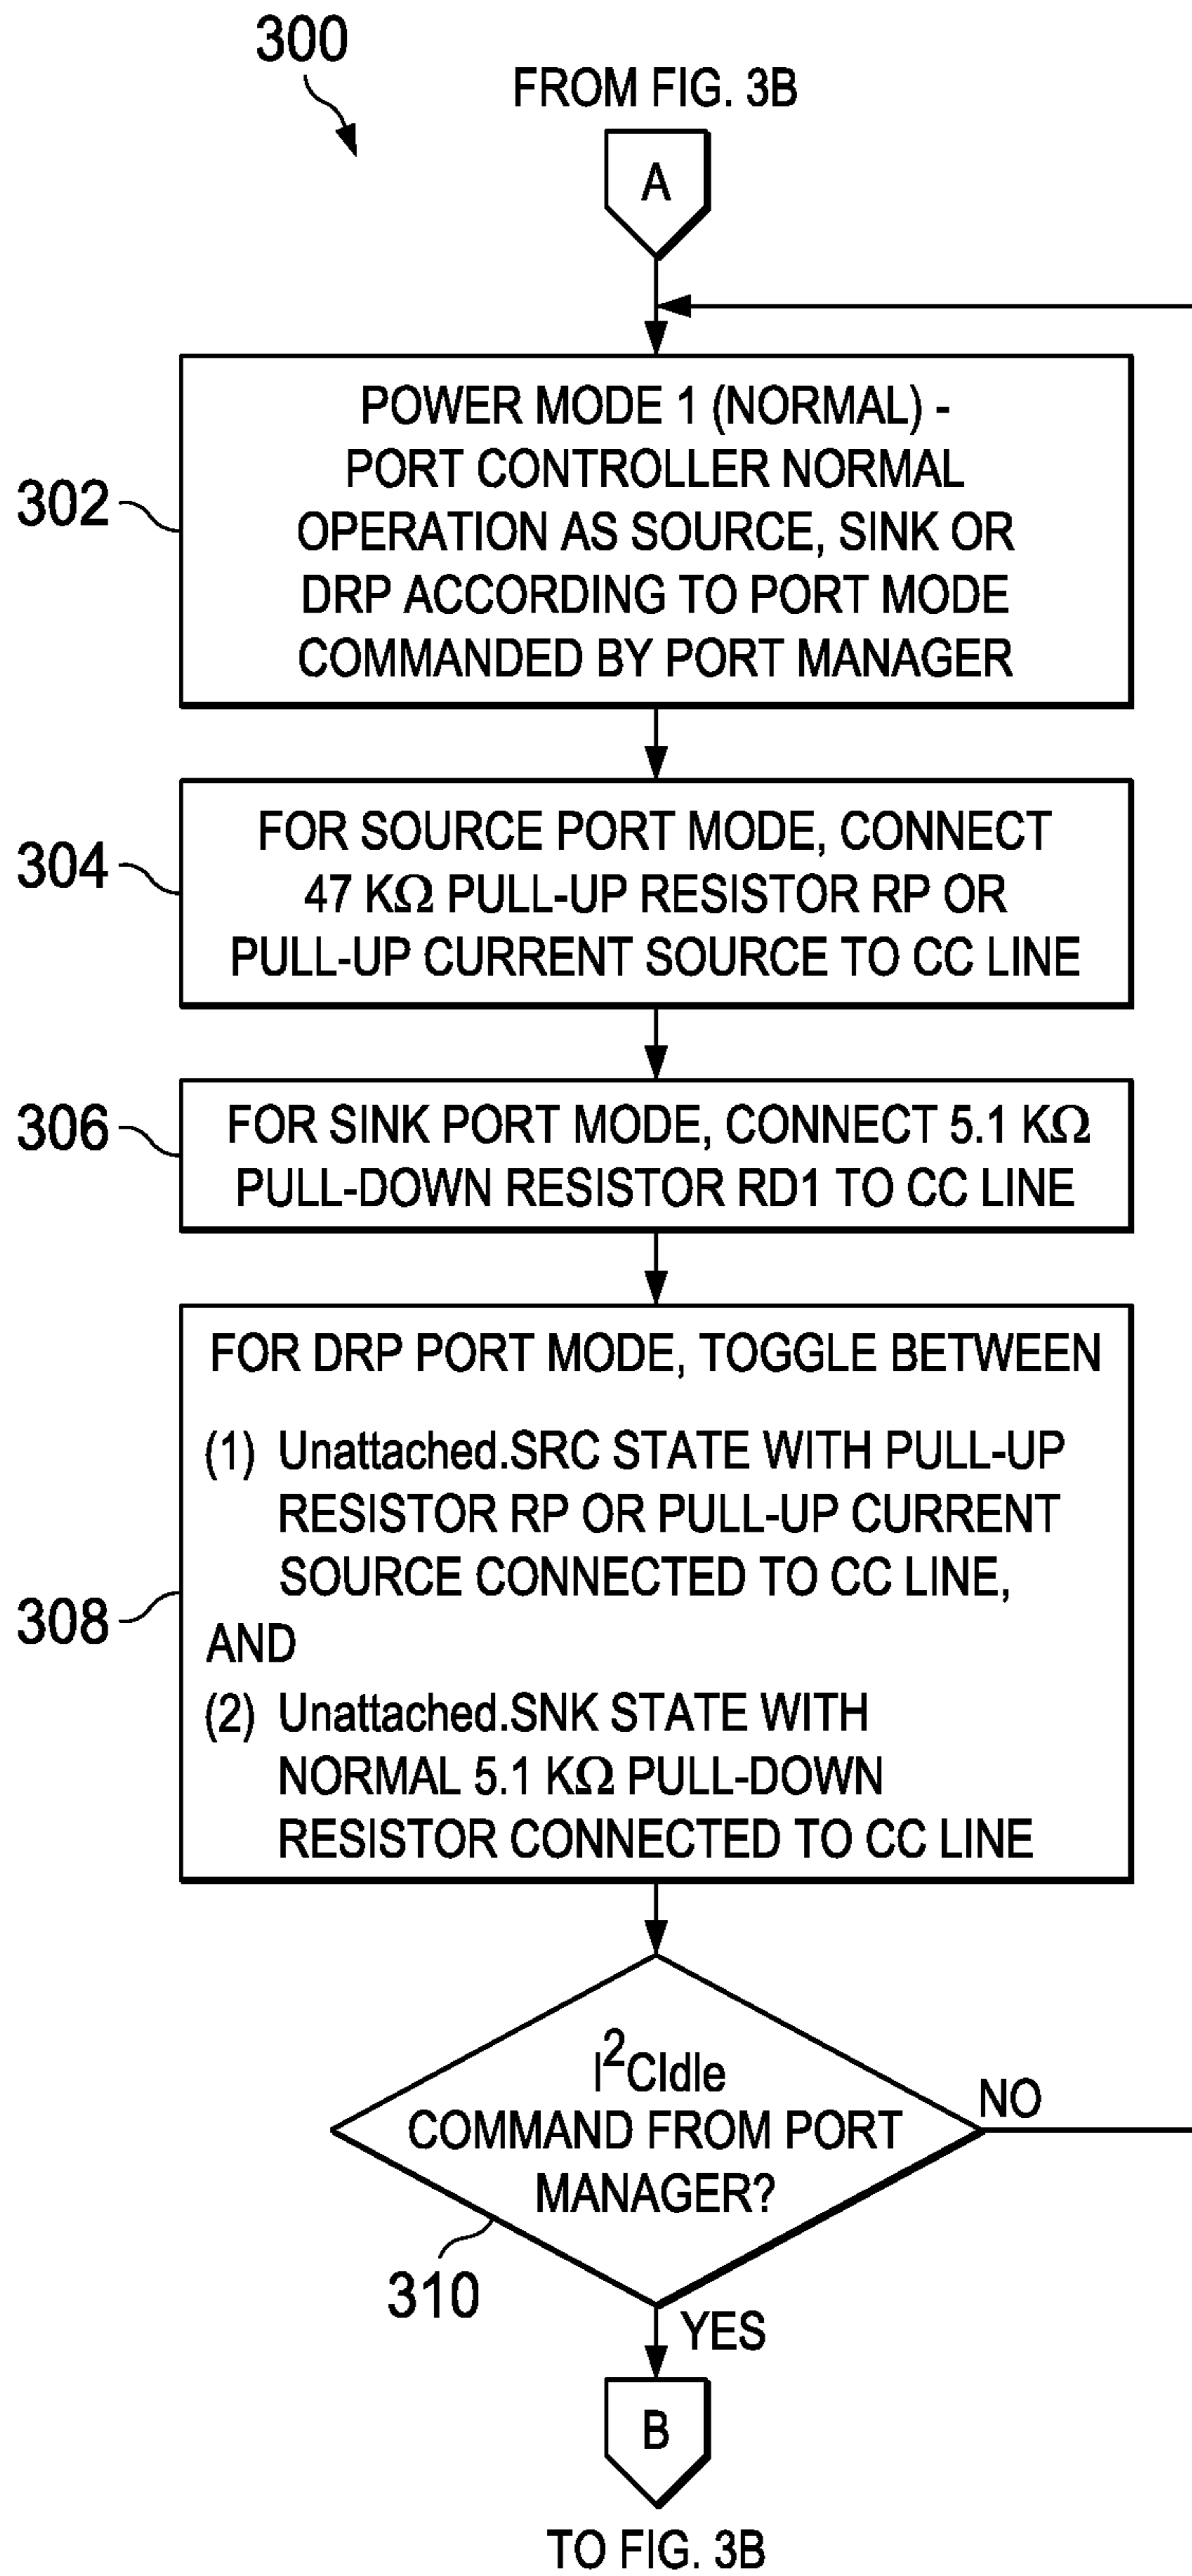 300
FROM FIG. 3B
A
302
POWER MODE 1 (NORMAL) -
PORT CONTROLLER NORMAL
OPERATION AS SOURCE, SINK OR
DRP ACCORDING TO PORT MODE
COMMANDED BY PORT MANAGER
304
FOR SOURCE PORT MODE, CONNECT
47 KΩ PULL-UP RESISTOR RP OR
PULL-UP CURRENT SOURCE TO CC LINE
306
FOR SINK PORT MODE, CONNECT 5.1 KΩ
PULL-DOWN RESISTOR RD1 TO CC LINE
308
FOR DRP PORT MODE, TOGGLE BETWEEN
(1) Unattached.SRC STATE WITH PULL-UP
RESISTOR RP OR PULL-UP CURRENT
SOURCE CONNECTED TO CC LINE,
AND
(2) Unattached.SNK STATE WITH
NORMAL 5.1 KΩ PULL-DOWN
RESISTOR CONNECTED TO CC LINE
I²CIdle
COMMAND FROM PORT
MANAGER?
NO
310
YES
B
TO FIG. 3B